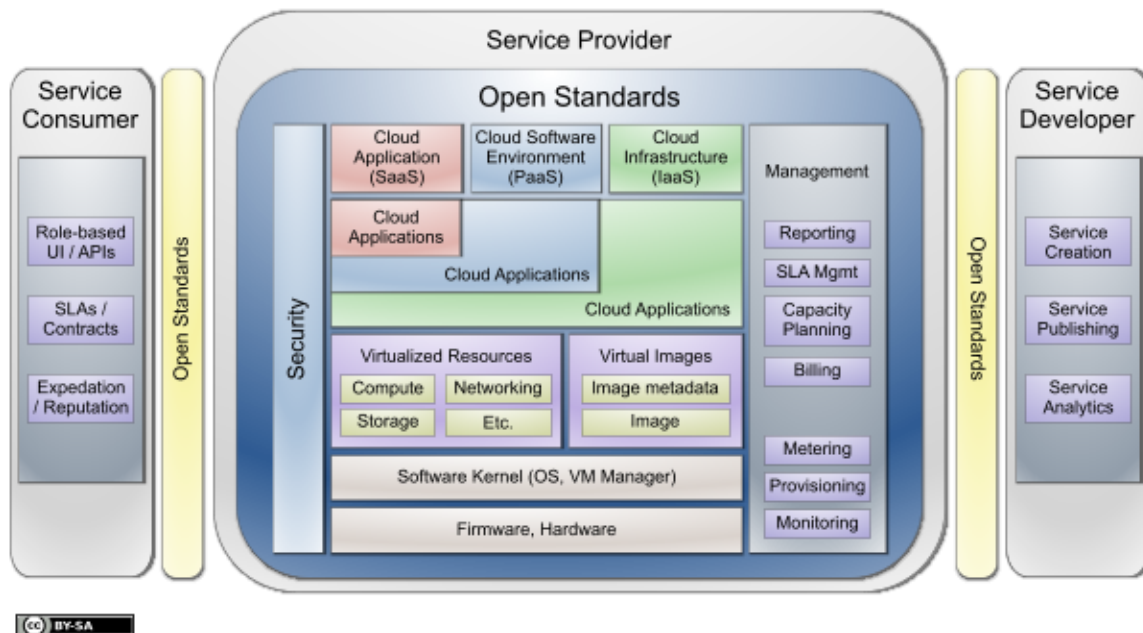 Service Provider
Service
Consumer
Role-based
UI / APIs
SLAs /
Contracts
Expedation
/ Reputation
Open Standards
Open Standards
Security
Cloud
Application
(SaaS)
Cloud Software
Environment
(PaaS)
Cloud
Infrastructure
(IaaS)
Cloud
Applications
Cloud Applications
Cloud Applications
Virtualized Resources
Compute
Networking
Storage
Etc.
Virtual Images
Image metadata
Image
Software Kernel (OS, VM Manager)
Firmware, Hardware
Management
Reporting
SLA Mgmt
Capacity
Planning
Billing
Metering
Provisioning
Monitoring
Open Standards
Service
Developer
Service
Creation
Service
Publishing
Service
Analytics
cc BY-SA